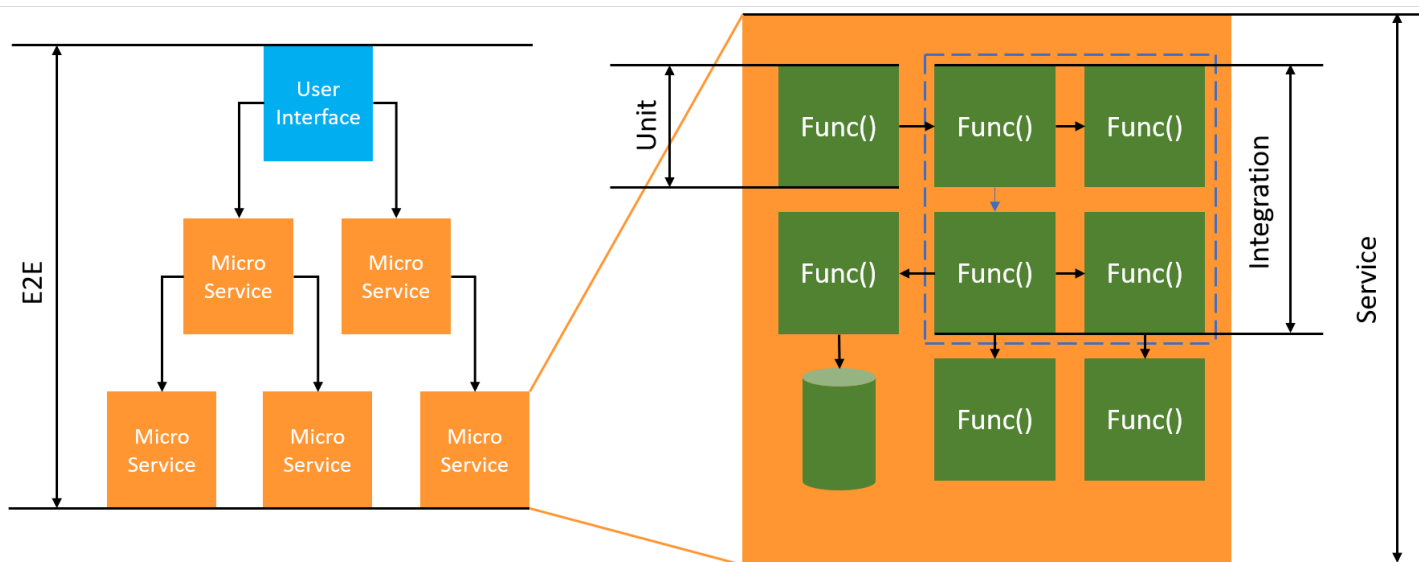 E2E
User
Interface
Micro
Service
Micro
Service
Micro
Service
Micro
Service
Micro
Service
Unit
Func()
Func()
Func()
Func()
Func()
Func()
Func()
Func()
Integration
Service